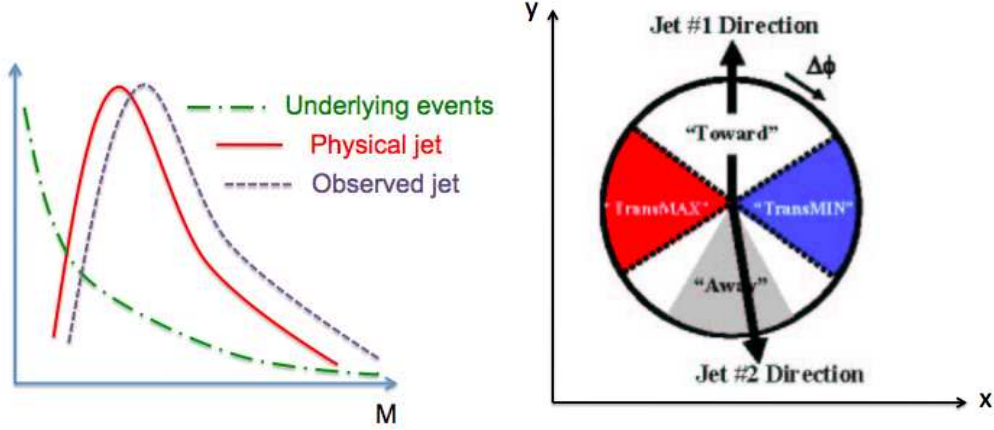 Underlying events
Physical jet
Observed jet
M
y
Jet #1 Direction
Δϕ
“Toward”
“TransMAX” “TransMIN”
“Away”
Jet #2 Direction
x